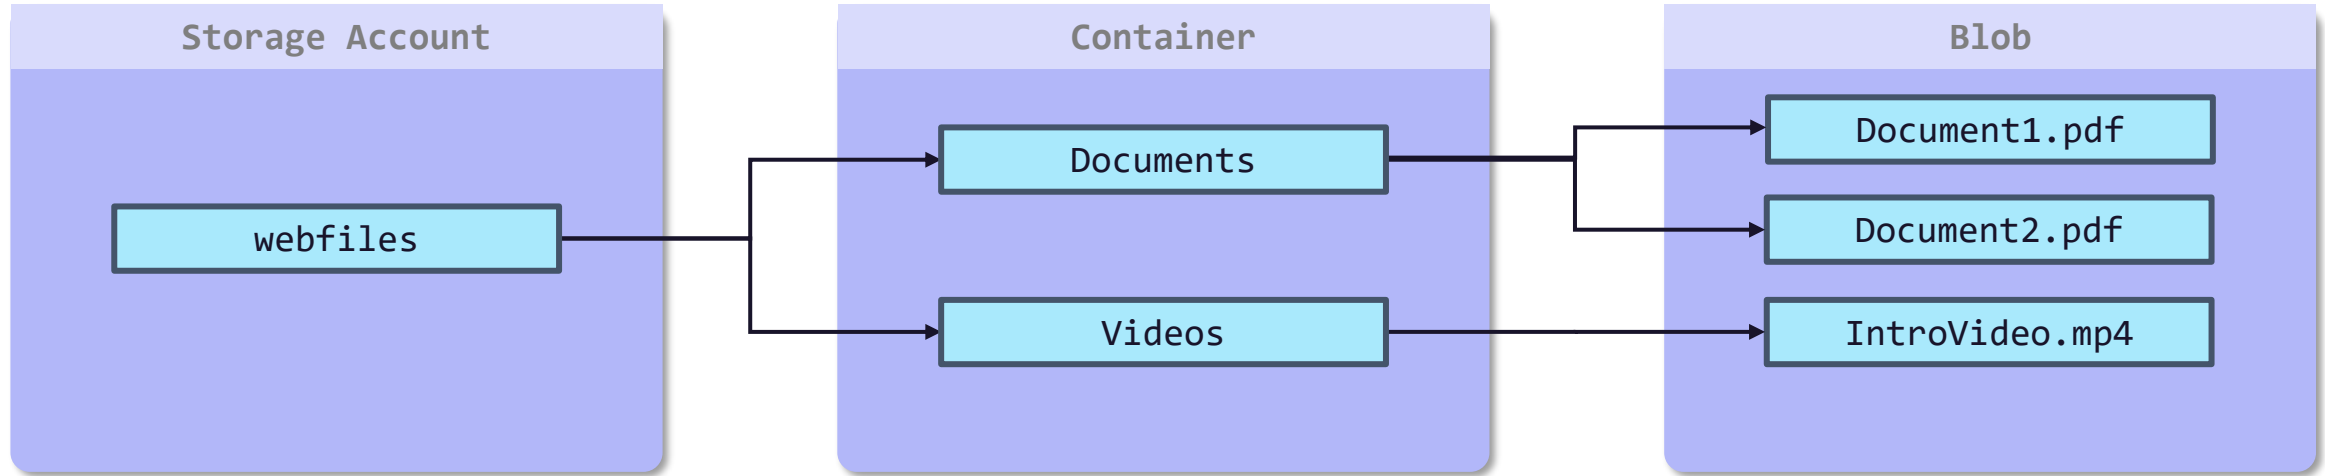 Storage Account
webfiles
Container
Documents
Videos
Blob
Document1.pdf
Document2.pdf
IntroVideo.mp4